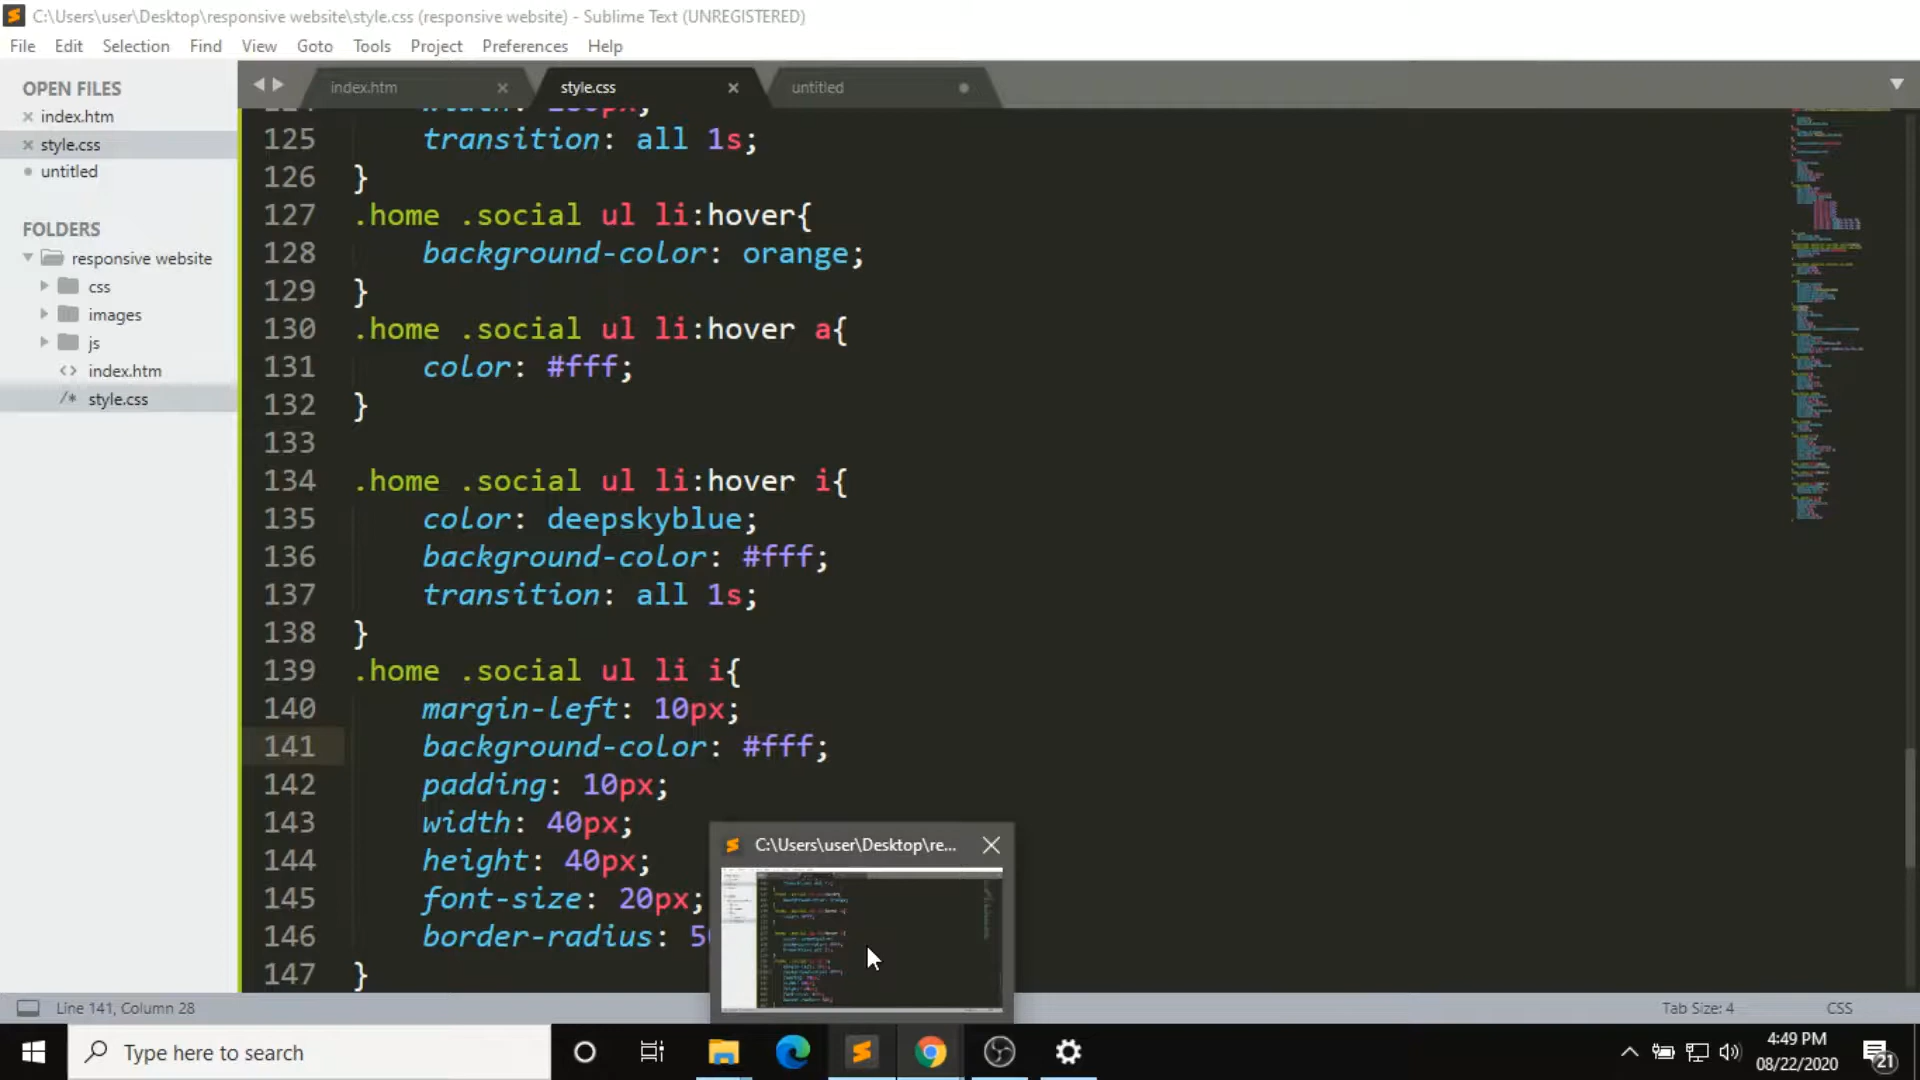 C:\Users\user\Desktop\responsive website\style.css (responsive website) - Sublime Text (UNREGISTERED)
File Edit Selection Find View Goto Tools Project Preferences Help
OPEN FILES
index.htm
style.css
untitled
FOLDERS
responsive website
css
images
js
<> index.htm
/* style.css
index.htm style.css untitled
125 transition: all 1s;
126 }
127 .home .social ul li:hover{
128 background-color: orange;
129 }
130 .home .social ul li:hover a{
131 color: #fff;
132 }
133
134 .home .social ul li:hover i{
135 color: deepskyblue;
136 background-color: #fff;
137 transition: all 1s;
138 }
139 .home .social ul li i{
140 margin-left: 10px;
141 background-color: #fff;
142 padding: 10px;
143 width: 40px;
144 height: 40px;
145 font-size: 20px;
146 border-radius: 5
147 }
C:\Users\user\Desktop\re...
Line 141, Column 28
Tab Size: 4
CSS
Type here to search
4:49 PM
08/22/2020
21